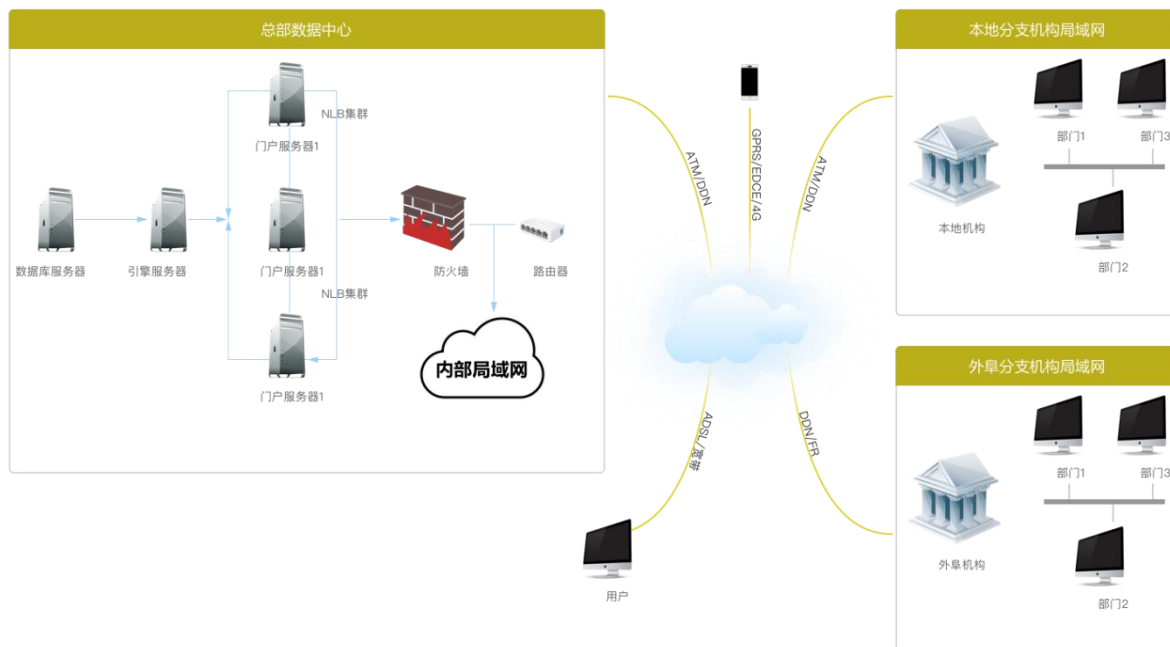 总部数据中心
NLB集群
门户服务器1
数据库服务器
引擎服务器
门户服务器1
防火墙
路由器
NLB集群
内部局域网
门户服务器1
ATM/DDN
GPRS/EDCE/4G
ATM/DDN
ADSL/宽带
DDN/FR
用户
本地分支机构局域网
部门1
部门3
本地机构
部门2
外阜分支机构局域网
部门1
部门3
外阜机构
部门2